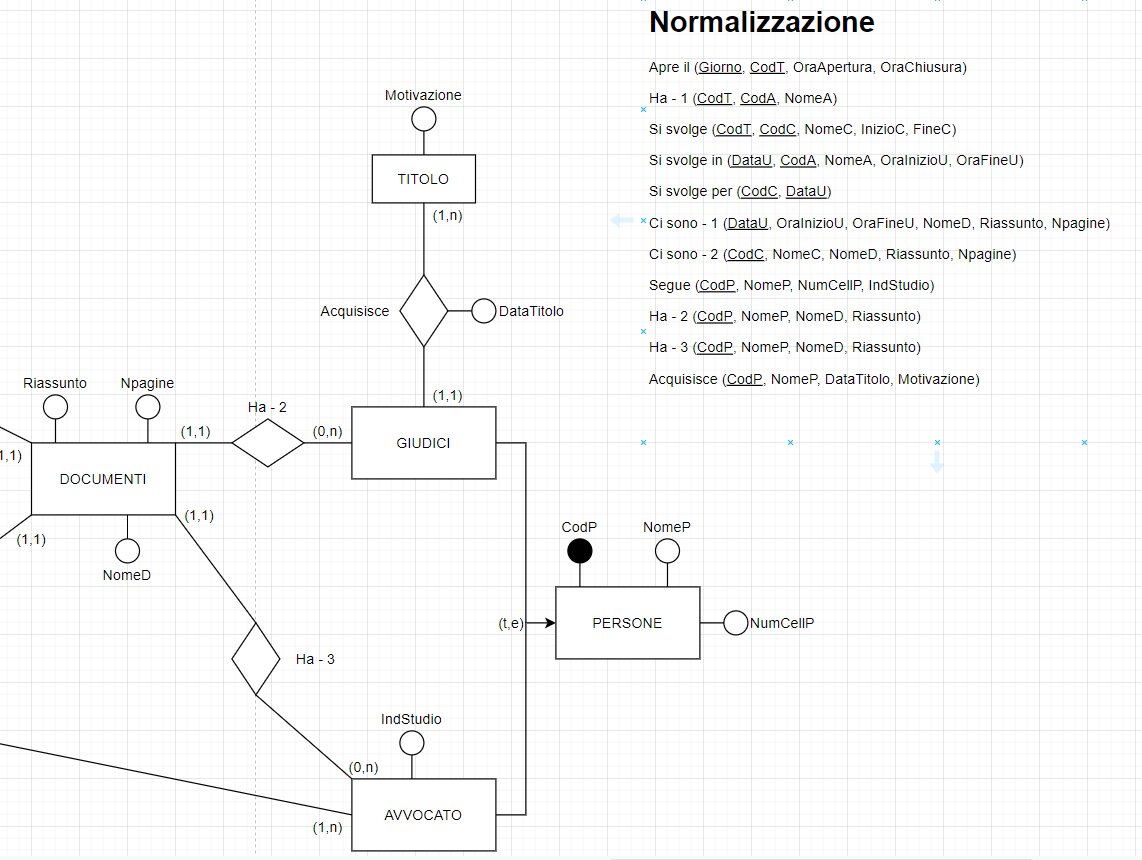 Normalizzazione
Apre il (Giorno, CodT, OraApertura, OraChiusura)
Ha - 1 (CodT, CodA, NomeA)
Si svolge (CodT, CodC, NomeC, InizioC, FineC)
Si svolge in (DataU, CodA, NomeA, OraInizioU, OraFineU)
Si svolge per (CodC, DataU)
Ci sono - 1 (DataU, OraInizioU, OraFineU, NomeD, Riassunto, Npagine)
Ci sono - 2 (CodC, NomeC, NomeD, Riassunto, Npagine)
Segue (CodP, NomeP, NumCellP, IndStudio)
Ha - 2 (CodP, NomeP, NomeD, Riassunto)
Ha - 3 (CodP, NomeP, NomeD, Riassunto)
Acquisisce (CodP, NomeP, DataTitolo, Motivazione)
Motivazione
TITOLO
(1,n)
Acquisisce
DataTitolo
(1,1)
Riassunto
Npagine
Ha - 2
(1,1)
(0,n)
GIUDICI
1,1)
DOCUMENTI
(1,1)
(1,1)
NomeD
CodP
NomeP
(t,e)
PERSONE
NumCellP
Ha - 3
IndStudio
(0,n)
AVVOCATO
(1,n)